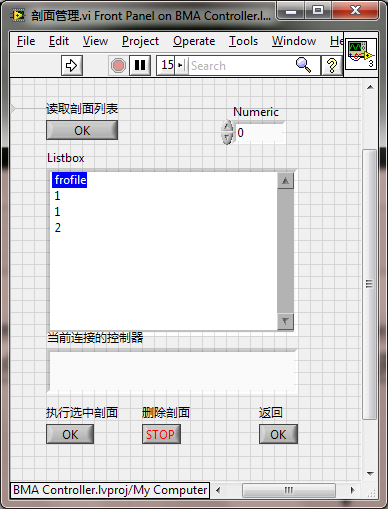 剖面管理.vi Front Panel on BMA Controller.l...
File Edit View Project Operate Tools Window He
15 Search ?
读取剖面列表
OK
Numeric
0
Listbox
frofile
1
1
2
当前连接的控制器
执行选中剖面 删除剖面 返回
OK STOP OK
BMA Controller.lvproj/My Computer